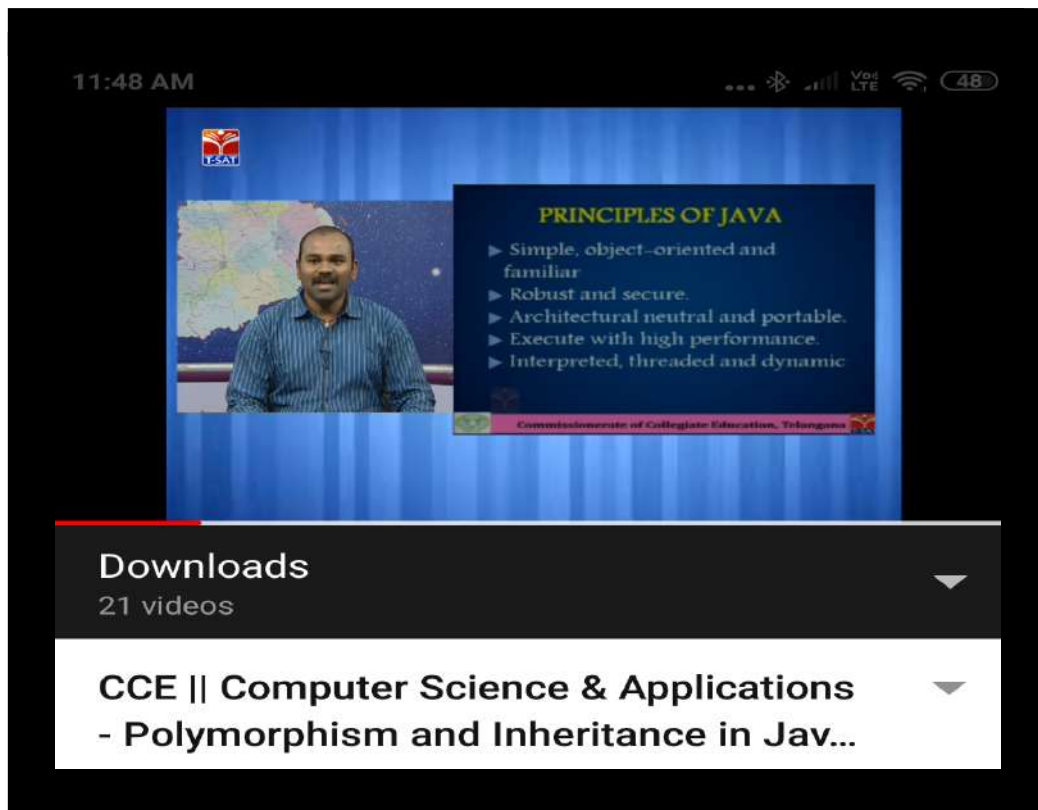 11:48 AM
Vod
LTE
48
T-SAT
PRINCIPLES OF JAVA
Simple, object-oriented and
familiar
Robust and secure.
Architectural neutral and portable.
Execute with high performance.
Interpreted, threaded and dynamic
Commissionerate of Collegiate Education, Telangana
Downloads
21 videos
CCE || Computer Science & Applications
- Polymorphism and Inheritance in Jav...